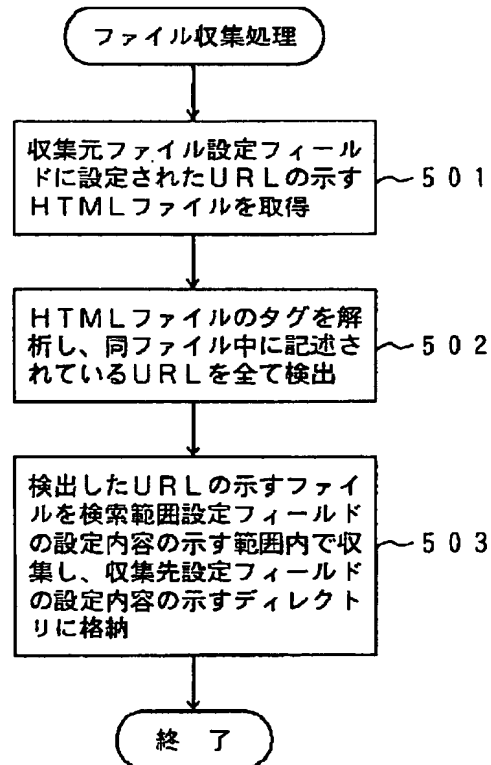 ファイル収集処理
収集元ファイル設定フィール
ドに設定されたURLの示す
HTMLファイルを取得
501
HTMLファイルのタグを解
析し、同ファイル中に記述さ
れているURLを全て検出
502
検出したURLの示すファイ
ルを検索範囲設定フィールド
の設定内容の示す範囲内で収
集し、収集先設定フィールド
の設定内容の示すディレクト
リに格納
503
終 了